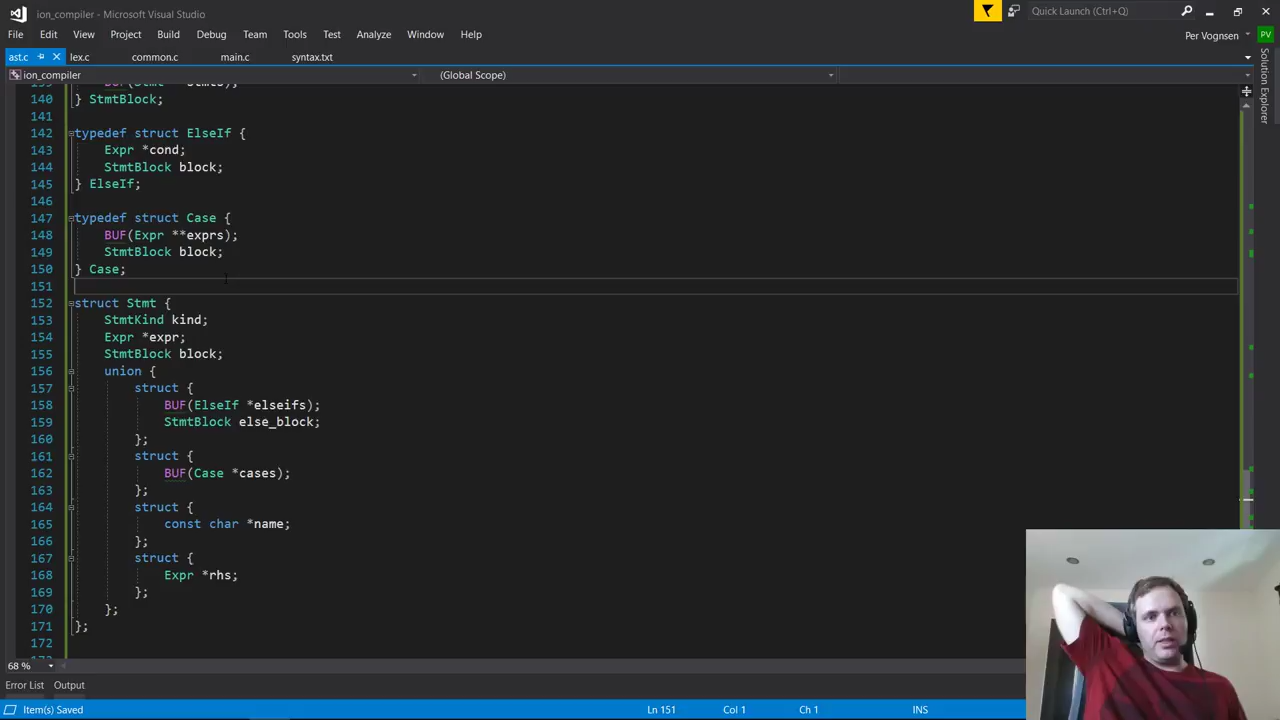 ion_compiler - Microsoft Visual Studio
Quick Launch (Ctrl+Q)
File Edit View Project Build Debug Team Tools Test Analyze Window Help
Per Vognsen PV
ast.c lex.c common.c main.c syntax.txt
Solution Explorer
ion_compiler (Global Scope)
140 } StmtBlock;
141
142 typedef struct ElseIf {
143 Expr *cond;
144 StmtBlock block;
145 } ElseIf;
146
147 typedef struct Case {
148 BUF(Expr **exprs);
149 StmtBlock block;
150 } Case;
151
152 struct Stmt {
153 StmtKind kind;
154 Expr *expr;
155 StmtBlock block;
156 union {
157 struct {
158 BUF(ElseIf *elseifs);
159 StmtBlock else_block;
160 };
161 struct {
162 BUF(Case *cases);
163 };
164 struct {
165 const char *name;
166 };
167 struct {
168 Expr *rhs;
169 };
170 };
171 };
172
68 %
Error List Output
Item(s) Saved Ln 151 Col 1 Ch 1 INS